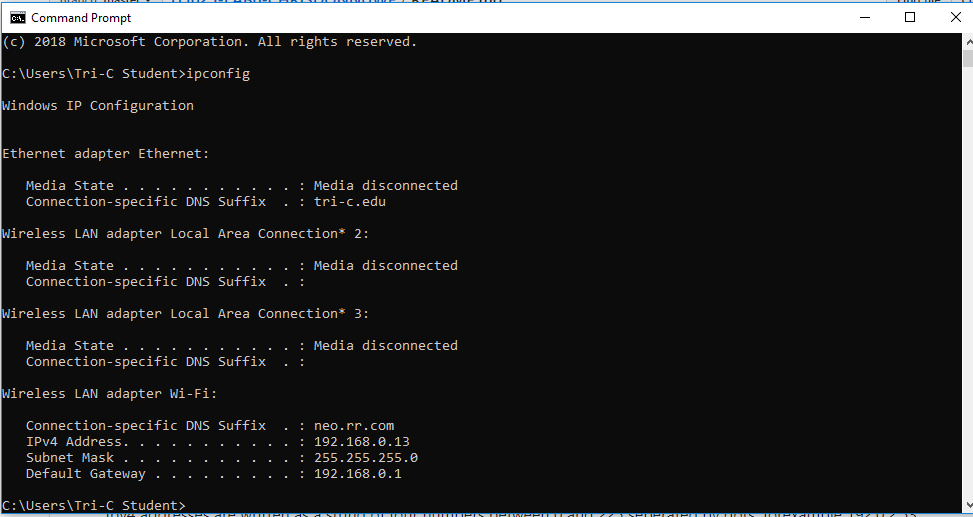 Command Prompt
(c) 2018 Microsoft Corporation. All rights reserved.
C:\Users\Tri-C Student>ipconfig
Windows IP Configuration
Ethernet adapter Ethernet:
Media State . . . . . . . . . . . : Media disconnected
Connection-specific DNS Suffix  . : tri-c.edu
Wireless LAN adapter Local Area Connection* 2:
Media State . . . . . . . . . . . : Media disconnected
Connection-specific DNS Suffix  . :
Wireless LAN adapter Local Area Connection* 3:
Media State . . . . . . . . . . . : Media disconnected
Connection-specific DNS Suffix  . :
Wireless LAN adapter Wi-Fi:
Connection-specific DNS Suffix  . : neo.rr.com
IPv4 Address. . . . . . . . . . . : 192.168.0.13
Subnet Mask . . . . . . . . . . . : 255.255.255.0
Default Gateway . . . . . . . . . : 192.168.0.1
C:\Users\Tri-C Student>